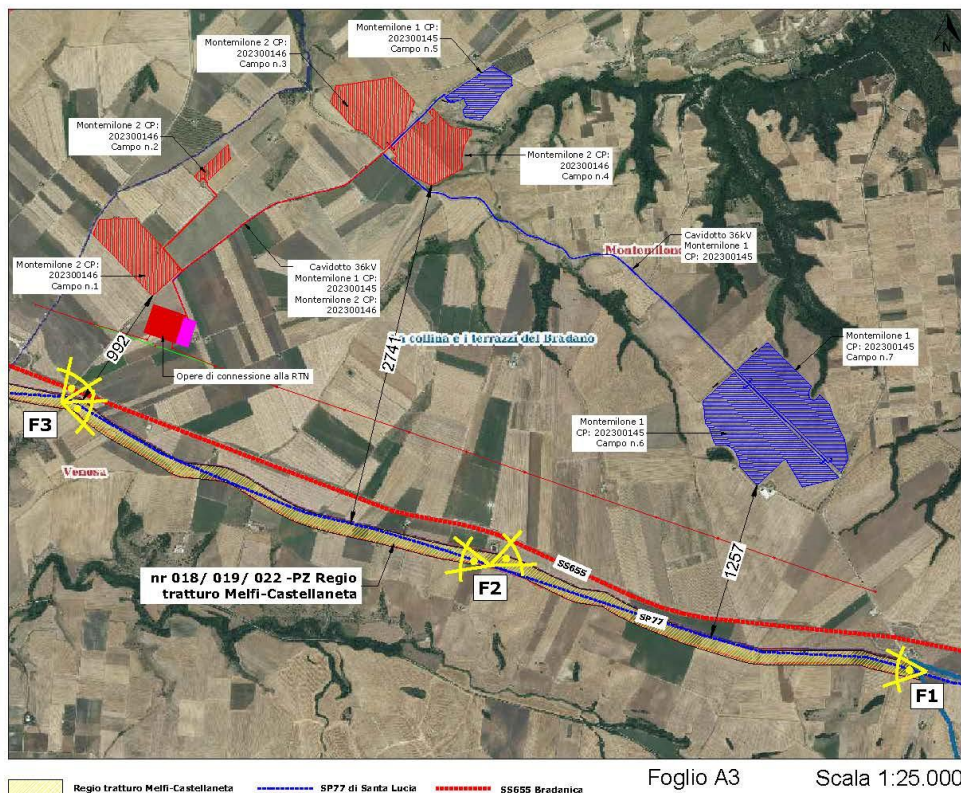 Montemilone 2 CP:
202300146
Campo n.3
Montemilone 1 CP:
202300145
Campo n.5
Montemilone 2 CP:
202300146
Campo n.2
Montemilone 2 CP:
202300146
Campo n.4
Montemilone
Cavidotto 36kV
Montemilone 1
CP: 202300145
Montemilone 2 CP:
202300146
Campo n.1
Cavidotto 36kV
Montemilone 1 CP:
202300145
Montemilone 2 CP:
202300146
992
2741
collina e i terrazzi del Bradano
Montemilone 1
CP: 202300145
Campo n.7
Opere di connessione alla RTN
Montemilone 1
CP: 202300145
Campo n.6
F3
Venosa
1257
nr 018/ 019/ 022 -PZ Regio
tratturo Melfi-Castellaneta
F2
SS655
SP77
F1
Regio tratturo Melfi-Castellaneta
SP77 di Santa Lucia
SS655 Bradanica
Foglio A3
Scala 1:25.000